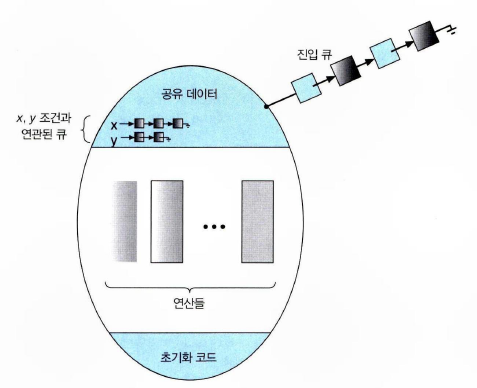 진입 큐
공유 데이터
x, y 조건과
연관된 큐
x
y
연산들
초기화 코드